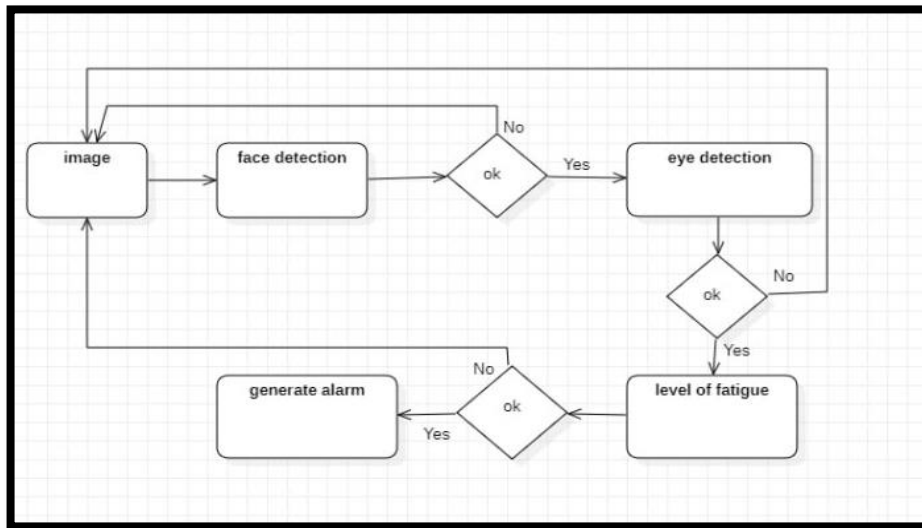 No
image
face detection
ok
Yes
eye detection
ok
No
Yes
level of fatigue
No
ok
Yes
generate alarm